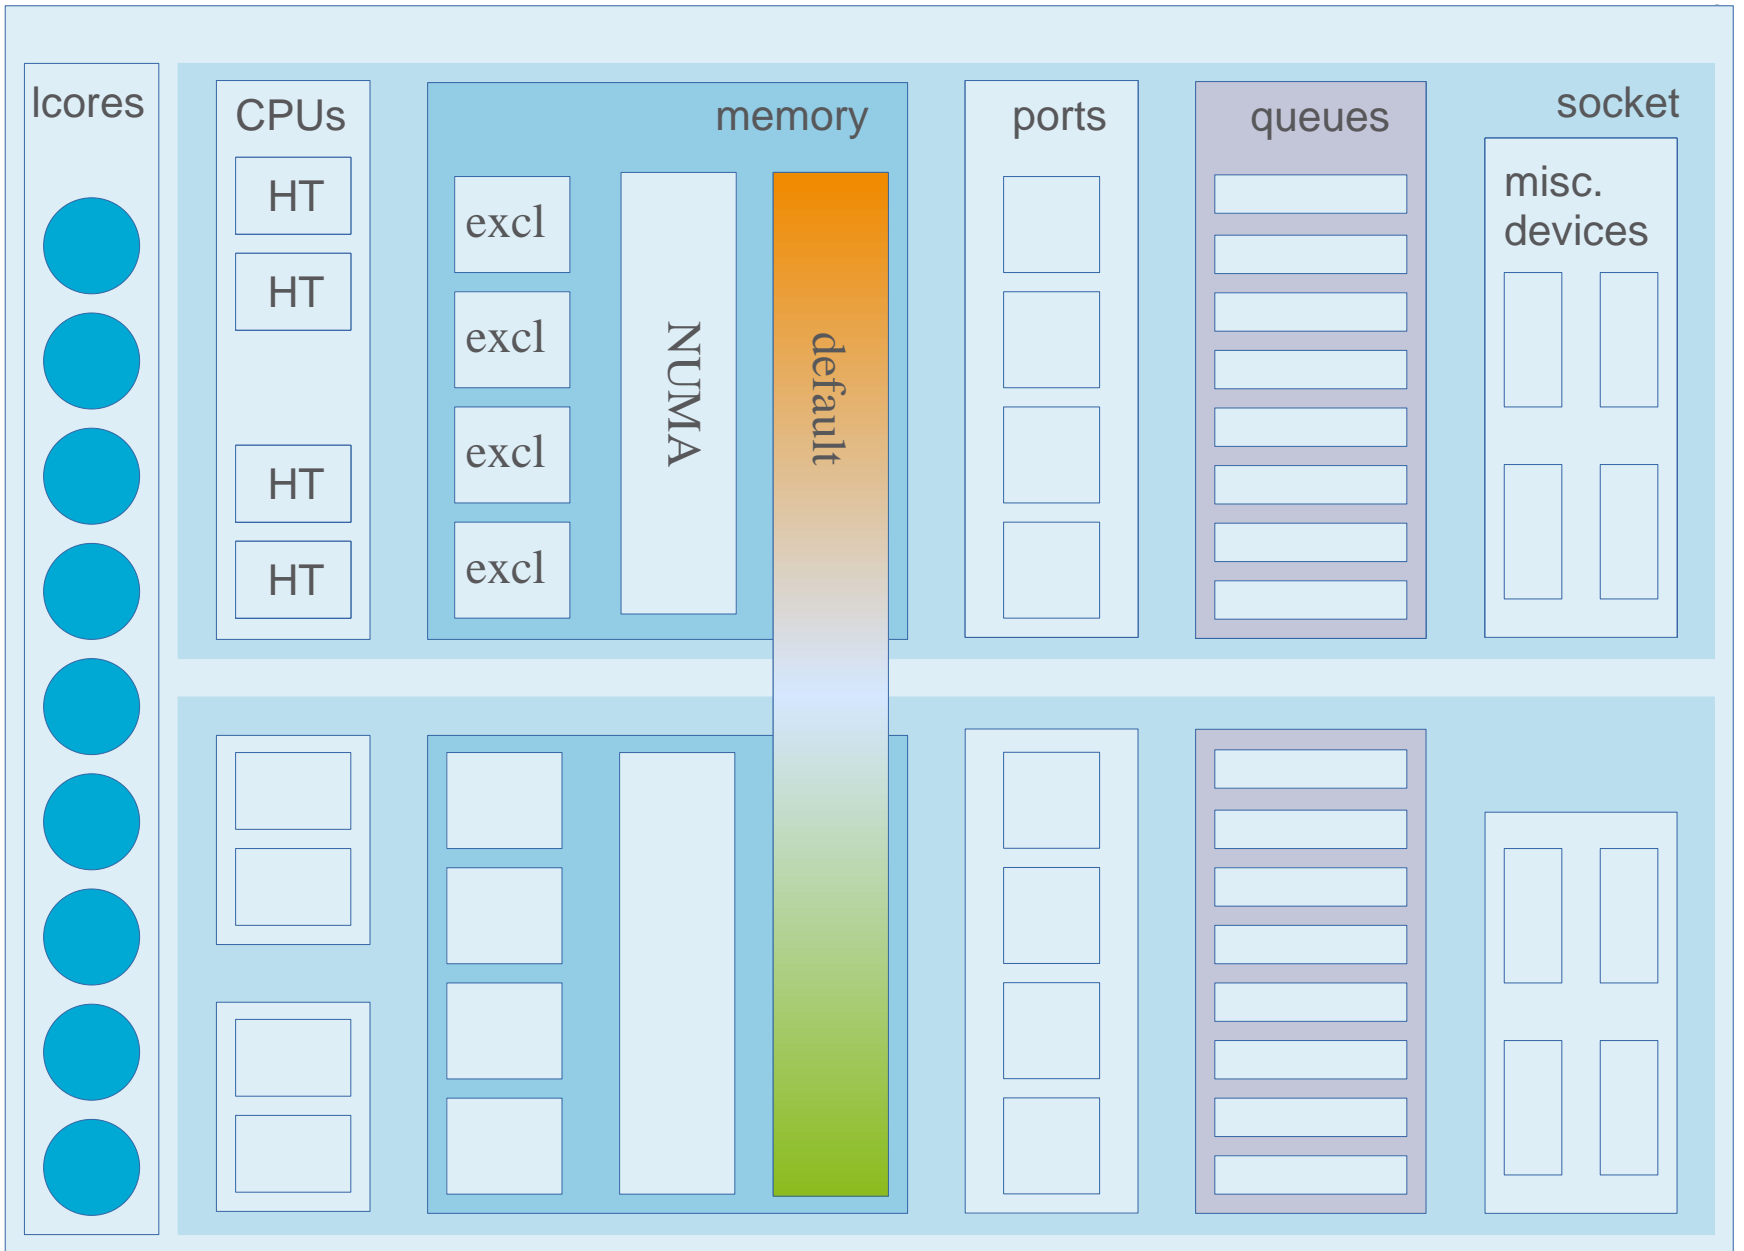 lcores
CPUs
HT
HT
HT
HT
memory
excl
excl
excl
excl
NUMA
default
ports
queues
socket
misc.
devices